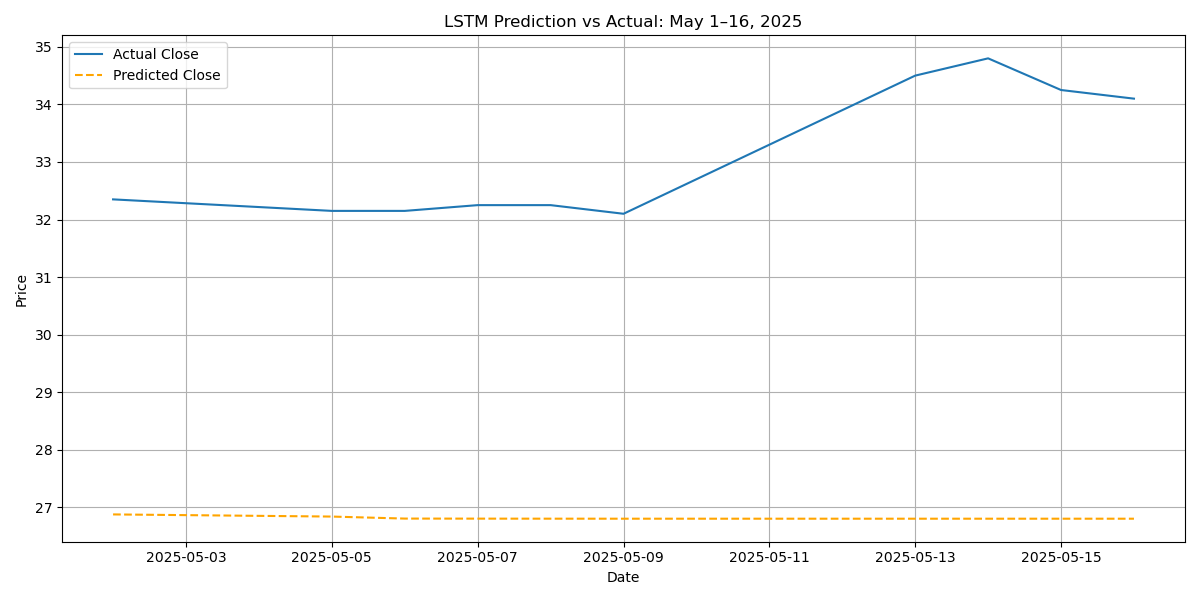 LSTM Prediction vs Actual: May 1–16, 2025
Actual Close
Predicted Close
35
34
33
32
31
30
29
28
27
Price
2025-05-03 2025-05-05 2025-05-07 2025-05-09 2025-05-11 2025-05-13 2025-05-15
Date